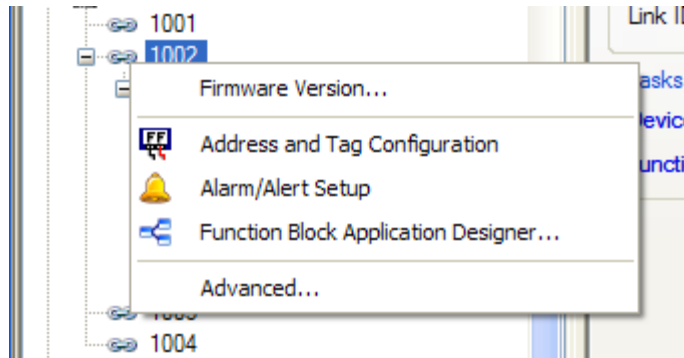 1001
Link I
1002
Firmware Version...
asks
FF
Address and Tag Configuration
evic
Alarm/Alert Setup
uncti
Function Block Application Designer...
Advanced...
1004